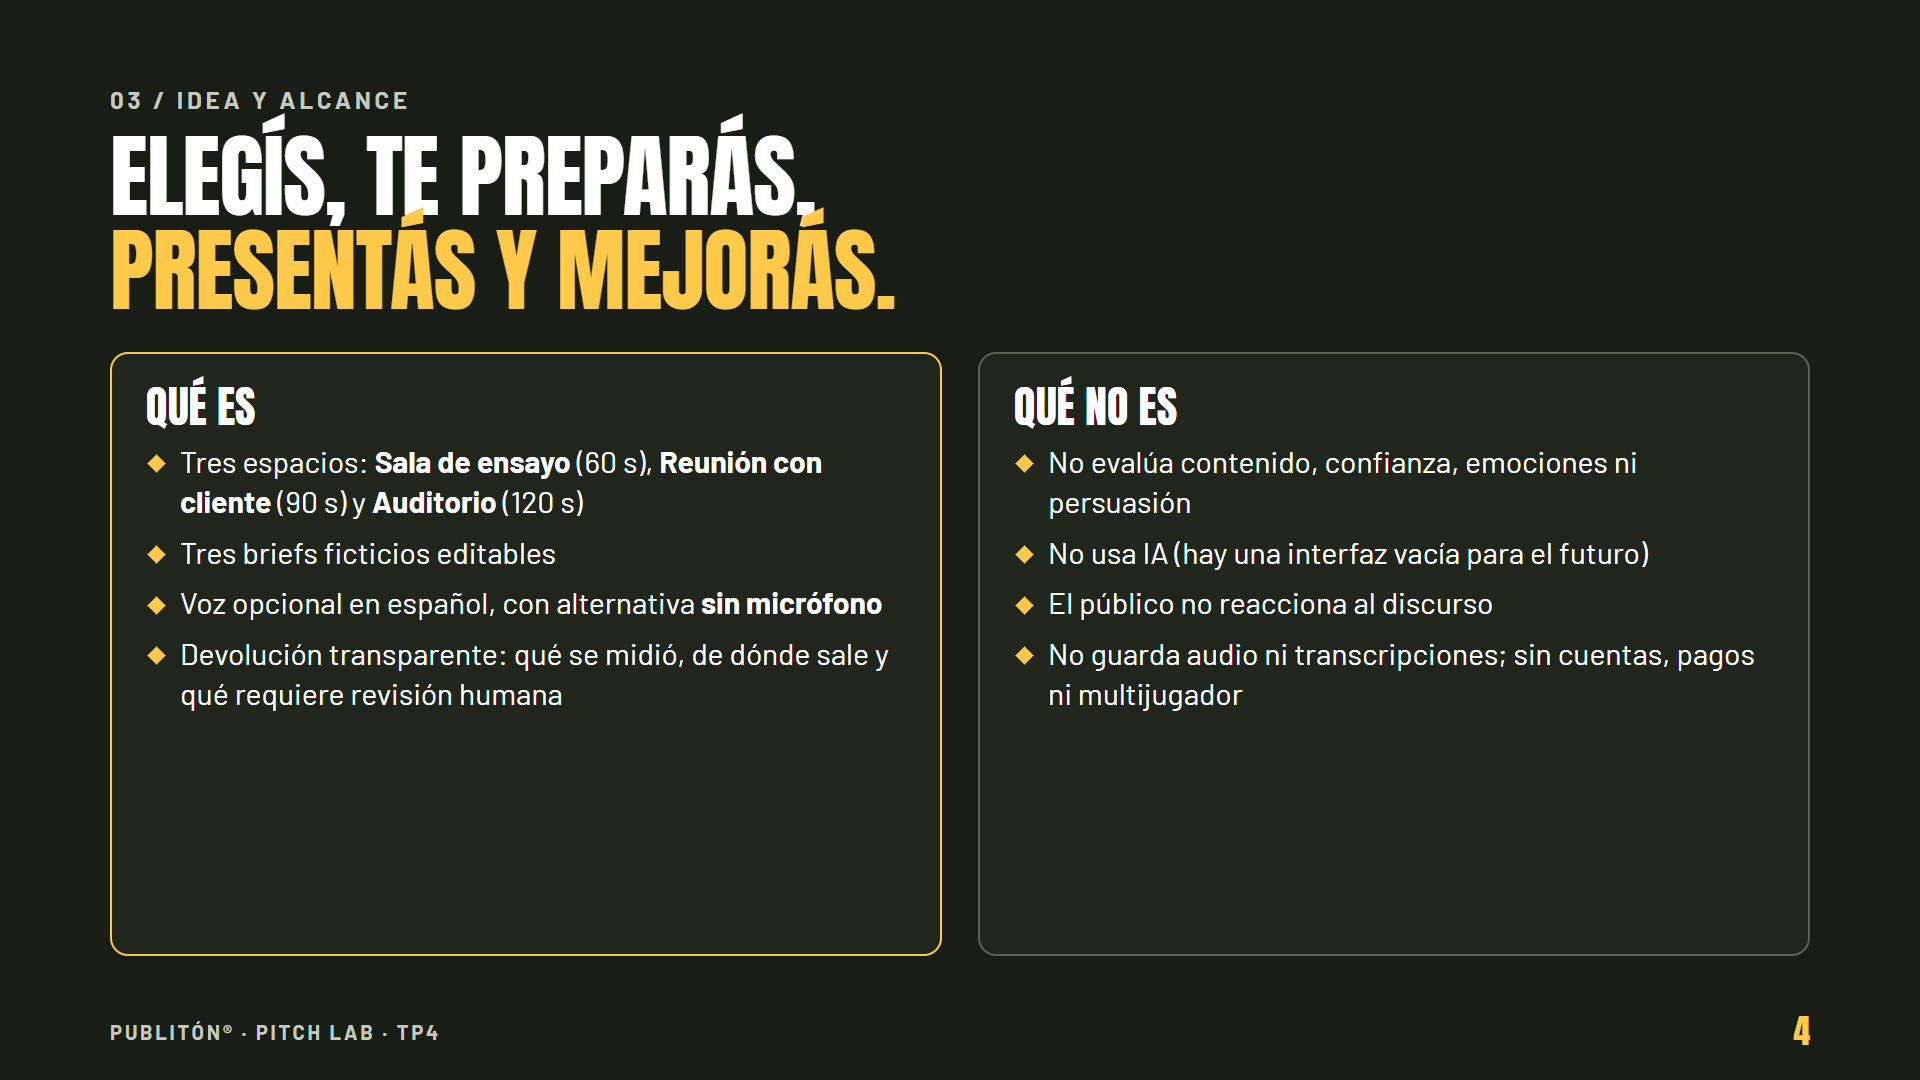 03 / IDEA Y ALCANCE
ELEGÍS, TE PREPARÁS.
PRESENTÁS Y MEJORÁS.
QUÉ ES
Tres espacios: Sala de ensayo (60 s), Reunión con
cliente (90 s) y Auditorio (120 s)
Tres briefs ficticios editables
Voz opcional en español, con alternativa sin micrófono
Devolución transparente: qué se midió, de dónde sale y
qué requiere revisión humana
QUÉ NO ES
No evalúa contenido, confianza, emociones ni
persuasión
No usa IA (hay una interfaz vacía para el futuro)
El público no reacciona al discurso
No guarda audio ni transcripciones; sin cuentas, pagos
ni multijugador
PUBLITÓN® · PITCH LAB · TP4
4